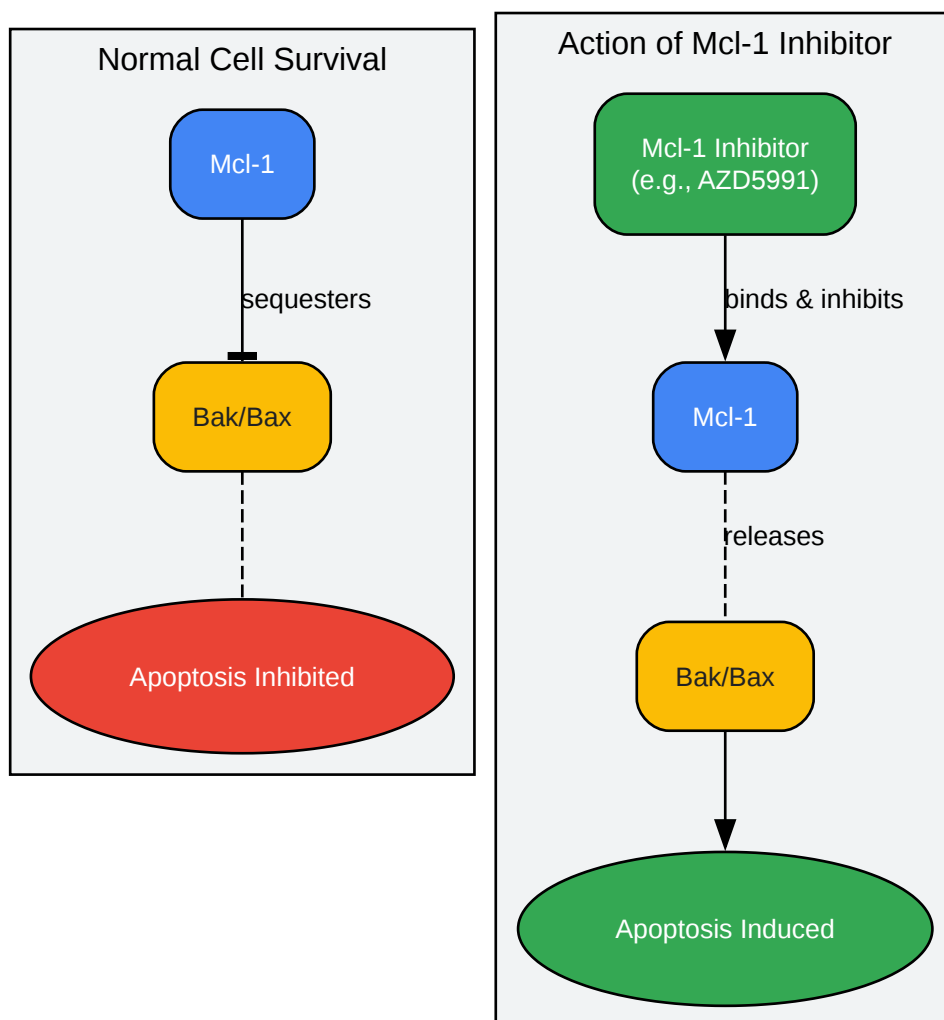 Normal Cell Survival
Mcl-1
sequesters
Bak/Bax
Apoptosis Inhibited
Action of Mcl-1 Inhibitor
Mcl-1 Inhibitor
(e.g., AZD5991)
binds & inhibits
Mcl-1
releases
Bak/Bax
Apoptosis Induced